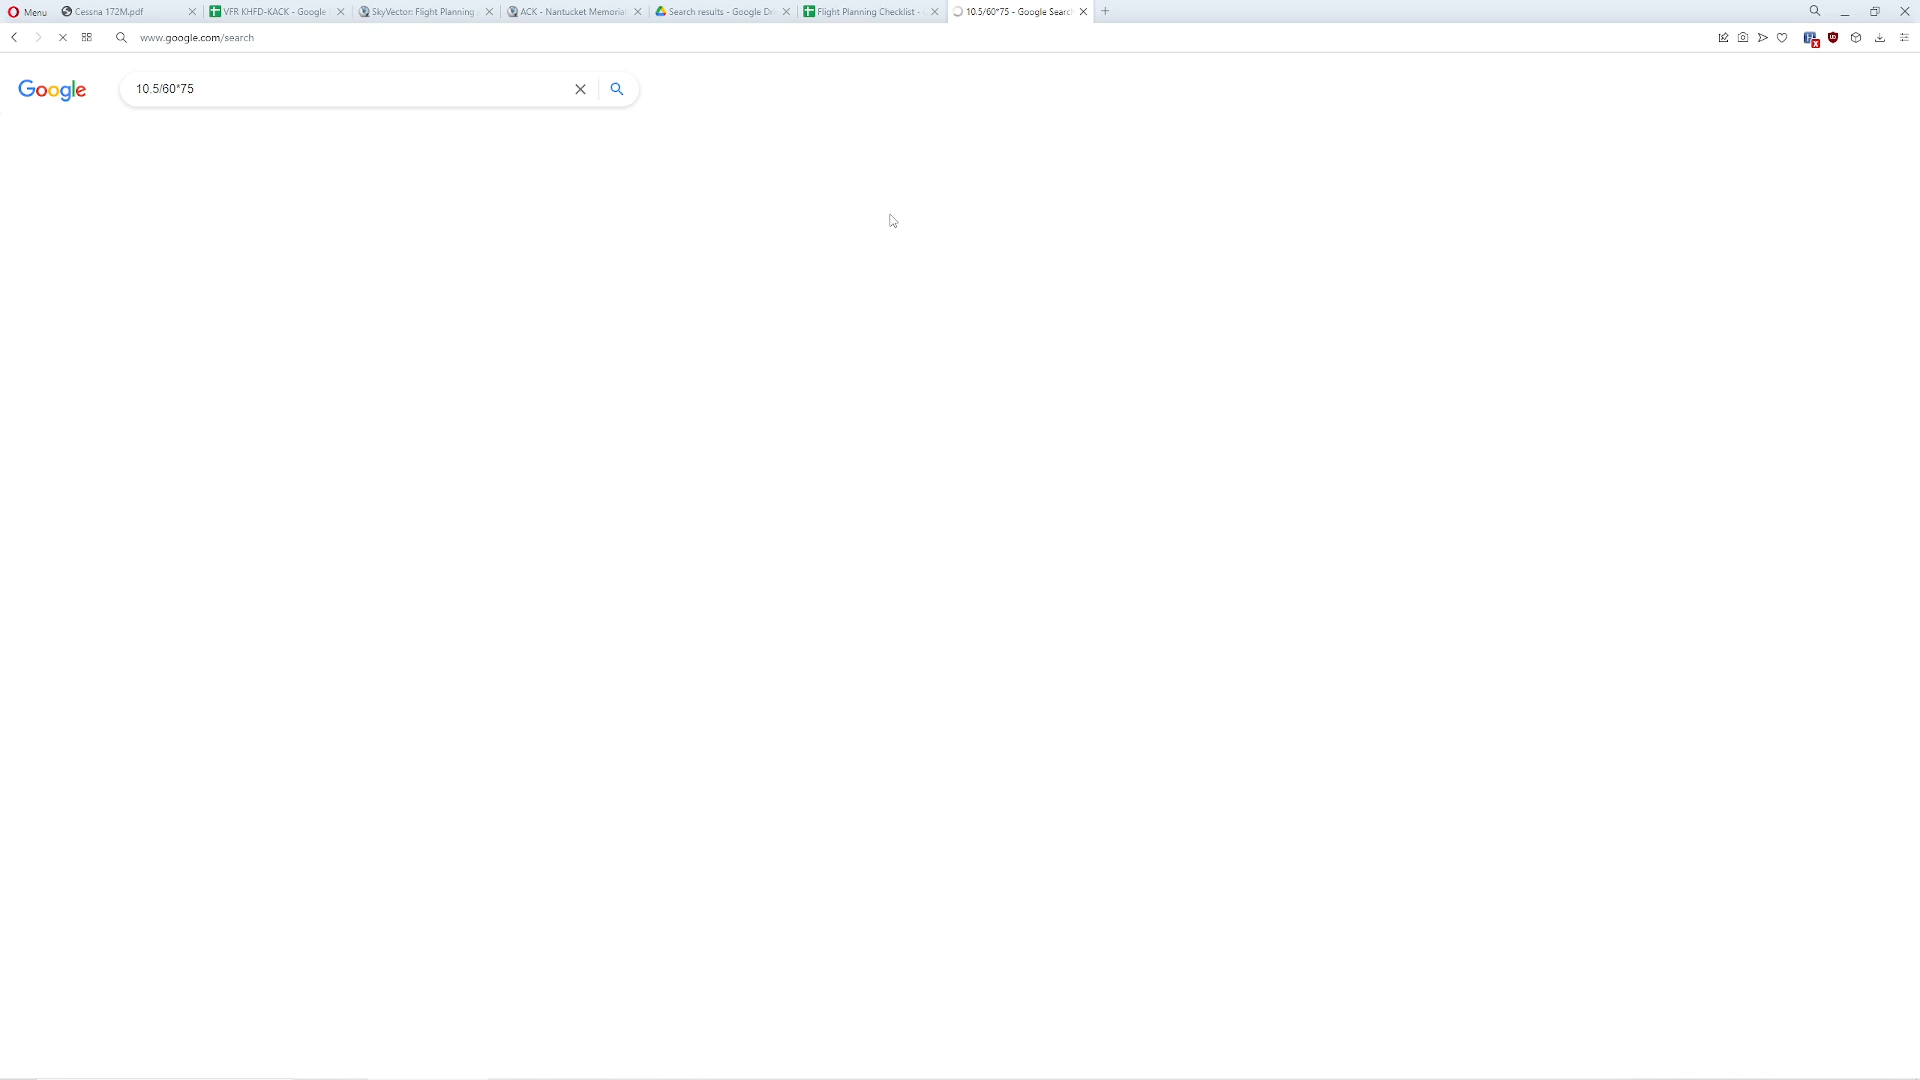 Menu Cessna 172M.pdf VFR KHFD-KACK - Google SkyVector: Flight Planning ACK - Nantucket Memorial Search results - Google Dri Flight Planning Checklist - 10.5/60*75 - Google Search
www.google.com/search
Google 10.5/60*75